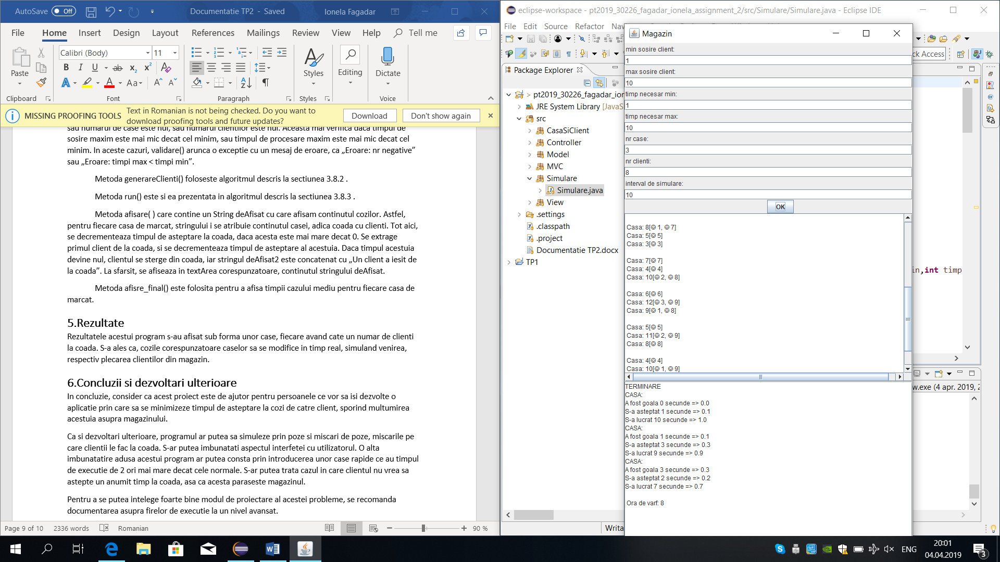 AutoSave Off Documentatie TP2 - Saved Ionela Fagadar
File Home Insert Design Layout References Mailings Review View Help Tell me
Paste
Calibri (Body) 11
Styles
Editing
Dictate
Clipboard Font Paragraph Styles Voice
MISSING PROOFING TOOLS Text in Romanian is not being checked. Do you want to download proofing tools and future updates? Download Don't show again
sau numarul de case este nul, sau numarul clientilor este nul. Aceasta mai verifica daca timpul de
sosire maxim este mai mic decat cel minim, sau timpul de procesare maxim este mai mic decat cel
minim. In aceste cazuri, validare() arunca o exceptie cu un mesaj de eroare, ca „Eroare: nr negative”
sau „Eroare: timpi max < timpi min”.
Metoda generareClienti() foloseste algoritmul descris la sectiunea 3.8.2 .
Metoda run() este si ea prezentata in algoritmul descris la sectiunea 3.8.3 .
Metoda afisare( ) care contine un String deAfisat cu care afisam continutul cozilor. Astfel,
pentru fiecare casa de marcat, stringului i se atribuie continutul casei, adica coada cu clienti. Tot aici,
se decrementeaza timpul de asteptare la coada, daca acesta este mai mare decat 0. Se extrage
primul client de la coada, si se decrementeaza timpul de asteptare al acestuia. Daca timpul acestuia
devine nul, clientul se sterge din coada, iar stringul deAfisat2 este concatenat cu „Un client a iesit de
la coada”. La sfarsit, se afiseaza in textArea corespunzatoare, continutul stringului deAfisat.
Metoda afisre_final() este folosita pentru a afisa timpii cazului mediu pentru fiecare casa de
marcat.
5.Rezultate
Rezultatele acestui program s-au afisat sub forma unor case, fiecare avand cate un numar de clienti
la coada. S-a ales ca, cozile corespunzatoare caselor sa se modifice in timp real, simuland venirea,
respectiv plecarea clientilor din magazin.
6.Concluzii si dezvoltari ulterioare
In concluzie, consider ca acest proiect este de ajutor pentru persoanele ce vor sa isi dezvolte o
aplicatie prin care sa se minimizeze timpul de asteptare la cozi de catre client, sporind multumirea
acestuia asupra magazinului.
Ca si dezvoltari ulterioare, programul ar putea sa simuleze prin poze si miscari de poze, miscarile pe
care clientii le fac la coada. S-ar putea imbunatati aspectul interfetei cu utilizatorul. O alta
imbunatatire adusa acestui program ar putea consta prin introducerea unor case rapide ce au timpul
de executie de 2 ori mai mare decat cele normale. S-ar putea trata cazul in care clientul nu vrea sa
astepte un anumit timp la coada, asa ca acesta paraseste magazinul.
Pentru a se putea intelege foarte bine modul de proiectare al acestei probleme, se recomanda
documentarea asupra firelor de executie la un nivel avansat.
Page 9 of 10 2336 words Romanian 90 %
eclipse-workspace - pt2019_30226_fagadar_ionela_assignment_2/src/Simulare/Simulare.java - Eclipse IDE
File Edit Source Refactor
Package Explorer
> pt2019_30226_fagadar_ion
JRE System Library [JavaS
src
CasaSiClient
Controller
Model
MVC
Simulare
Simulare.java
View
.settings
.classpath
.project
Documentatie TP2.docx
TP1
Writa
ck Access
in,int timp
w.exe (4 apr. 2019, 2
Magazin
min sosire client:
1
max sosire client:
10
timp necesar min:
1
timp necesar max:
10
nr case:
3
nr clienti:
8
interval de simulare:
10
OK
Casa: 8[☺ 1, ☺ 7]
Casa: 5[☺ 5]
Casa: 3[☺ 3]
Casa: 7[☺ 7]
Casa: 4[☺ 4]
Casa: 10[☺ 2, ☺ 8]
Casa: 6[☺ 6]
Casa: 12[☺ 3, ☺ 9]
Casa: 9[☺ 1, ☺ 8]
Casa: 5[☺ 5]
Casa: 11[☺ 2, ☺ 9]
Casa: 8[☺ 8]
Casa: 4[☺ 4]
Casa: 10[☺ 1, ☺ 9]
TERMINARE
CASA:
A fost goala 0 secunde => 0.0
S-a asteptat 1 secunde => 0.1
S-a lucrat 10 secunde => 1.0
CASA:
A fost goala 1 secunde => 0.1
S-a asteptat 3 secunde => 0.3
S-a lucrat 9 secunde => 0.9
CASA:
A fost goala 3 secunde => 0.3
S-a asteptat 2 secunde => 0.2
S-a lucrat 7 secunde => 0.7
Ora de varf: 8
ENG 20:01
04.04.2019
3